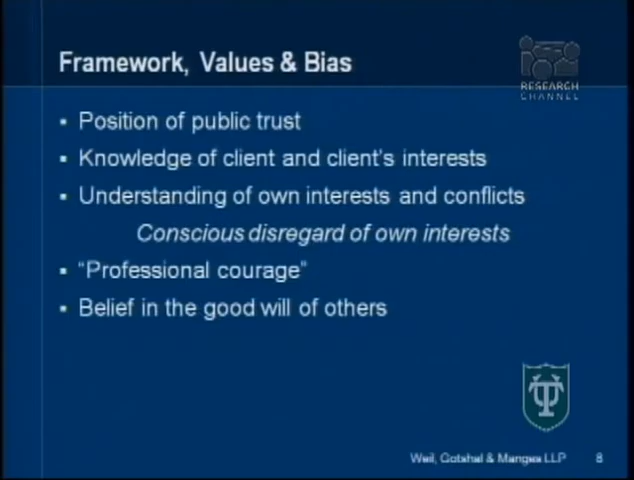 Framework, Values & Bias
RESEARCH
CHANNEL
▪ Position of public trust
▪ Knowledge of client and client's interests
▪ Understanding of own interests and conflicts
Conscious disregard of own interests
▪ "Professional courage"
▪ Belief in the good will of others
Weil, Gotshal & Manges LLP 8